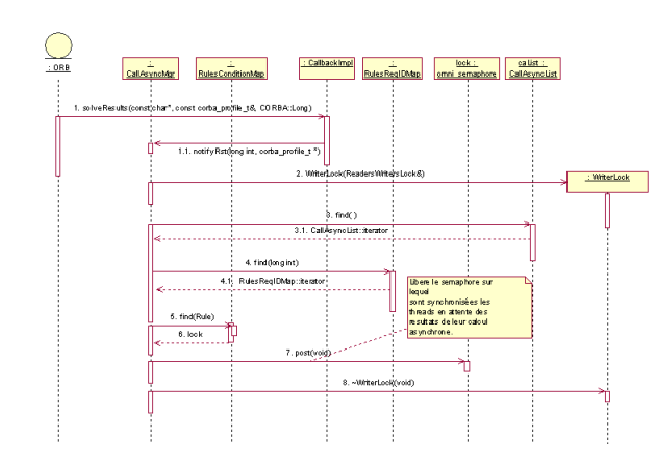 : ORB
:
CallAsyncMgr
:
RulesConditionMap
: CallbackImpl
:
RulesReqIDMap
lock :
omni_semaphore
calist :
CallAsyncList
1. solveResults(const char*, const corba_profile_t&, CORBA::Long)
1.1. notifyRst(long int, corba_profile_t *)
2. WriterLock(ReadersWritersLock&)
: WriterLock
3. find( )
3.1. CallAsyncList::iterator
4. find(long int)
4.1. RulesReqIDMap::iterator
Libere le semaphore sur
lequel
sont synchronisées les
threads en attente des
resultats de leur calcul
asynchrone.
5. find(Rule)
6. lock
7. post(void)
8. ~WriterLock(void)